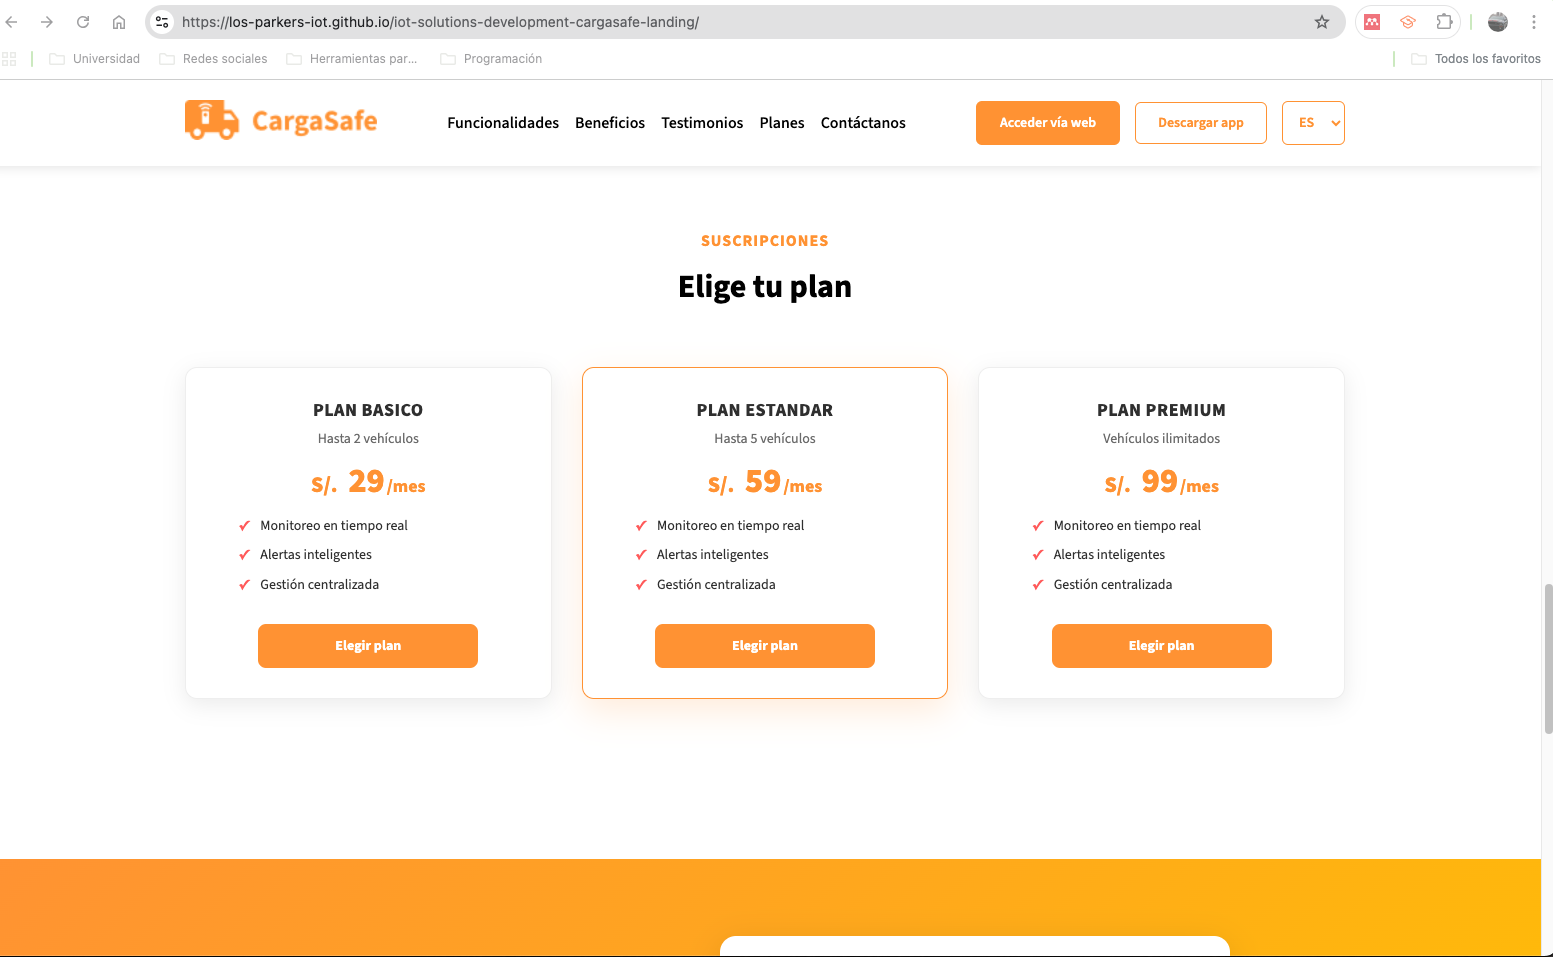 https://los-parkers-iot.github.io/iot-solutions-development-cargasafe-landing/
Universidad Redes sociales Herramientas par... Programación Todos los favoritos
CargaSafe Funcionalidades Beneficios Testimonios Planes Contáctanos Acceder vía web Descargar app ES
SUSCRIPCIONES
Elige tu plan
PLAN BASICO
Hasta 2 vehículos
S/. 29 /mes
✓ Monitoreo en tiempo real
✓ Alertas inteligentes
✓ Gestión centralizada
Elegir plan
PLAN ESTANDAR
Hasta 5 vehículos
S/. 59 /mes
✓ Monitoreo en tiempo real
✓ Alertas inteligentes
✓ Gestión centralizada
Elegir plan
PLAN PREMIUM
Vehículos ilimitados
S/. 99 /mes
✓ Monitoreo en tiempo real
✓ Alertas inteligentes
✓ Gestión centralizada
Elegir plan